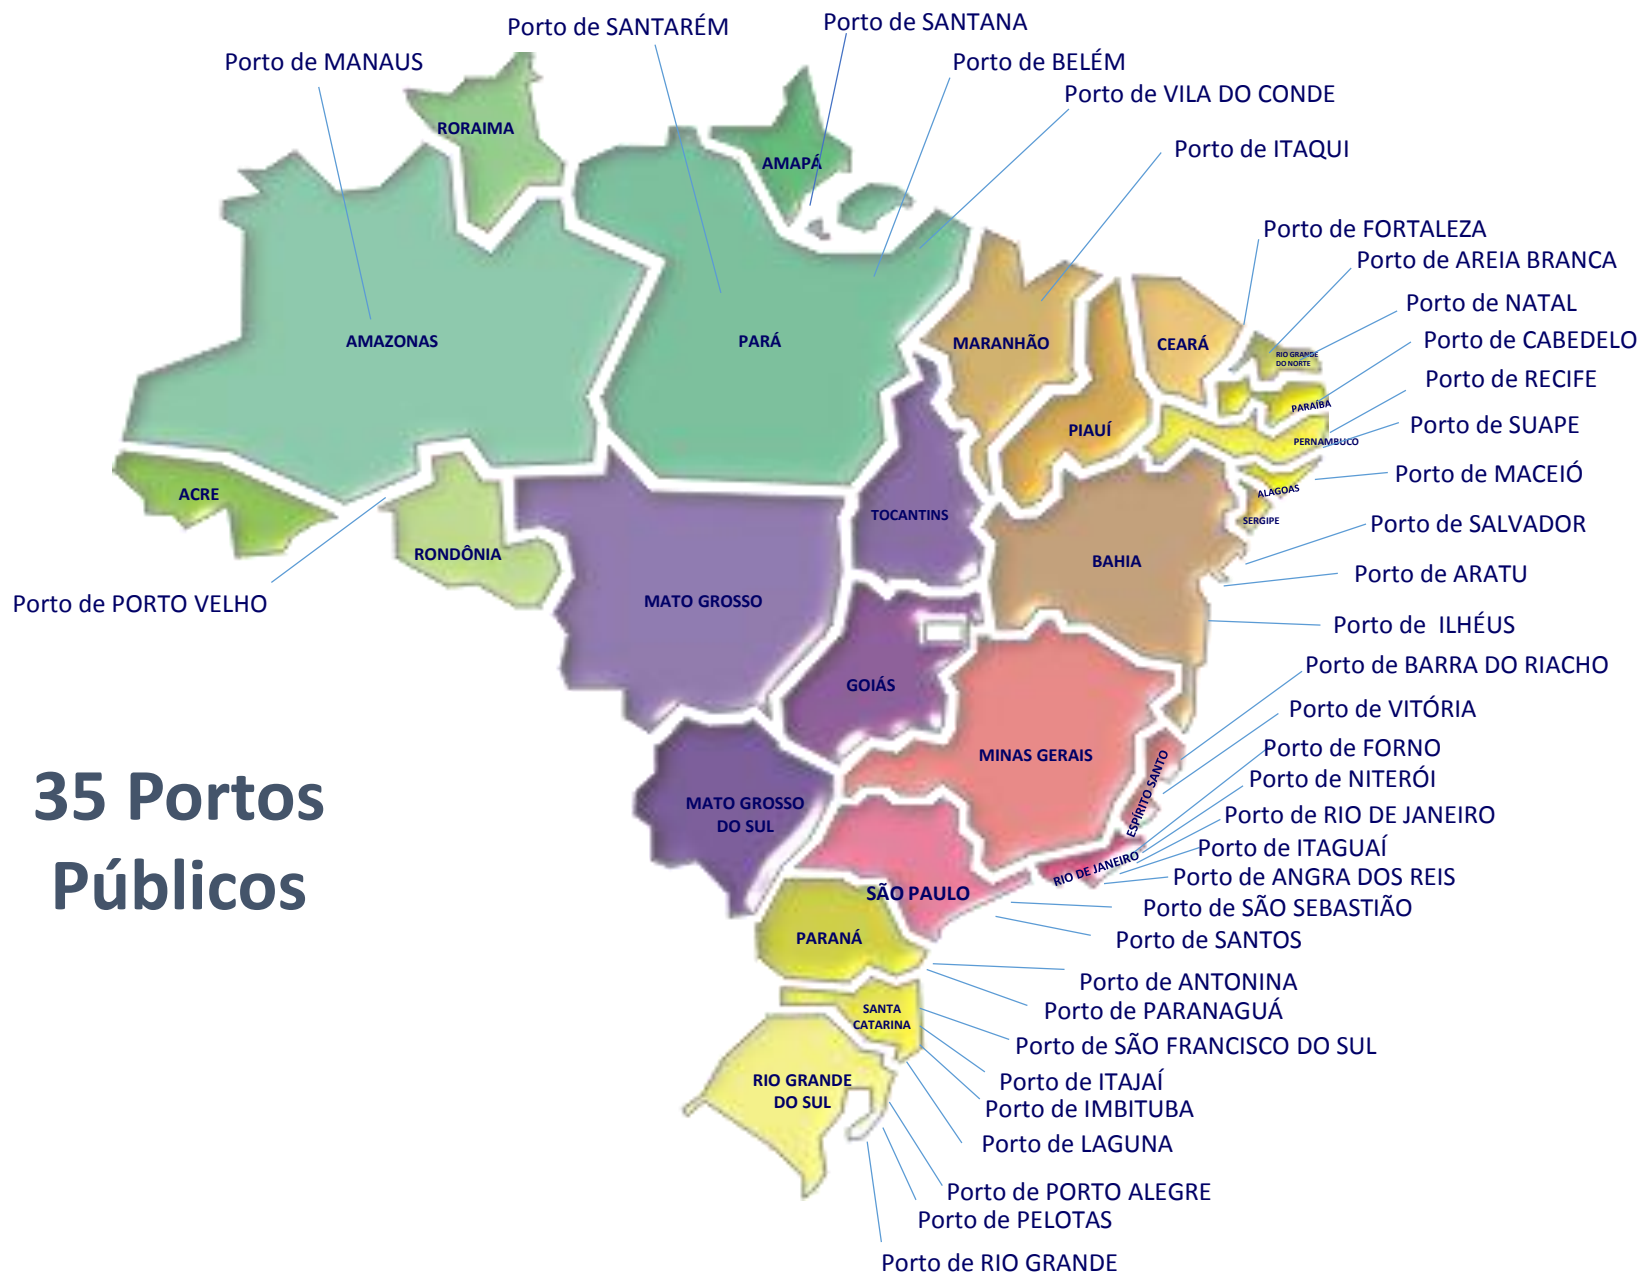 Porto de SANTARÉM
Porto de SANTANA
Porto de MANAUS
Porto de BELÉM
Porto de VILA DO CONDE
RORAIMA
AMAPÁ
Porto de ITAQUI
Porto de FORTALEZA
Porto de AREIA BRANCA
Porto de NATAL
AMAZONAS
PARÁ
MARANHÃO
CEARÁ
RIO GRANDE
DO NORTE
Porto de CABEDELO
Porto de RECIFE
PARAÍBA
Porto de SUAPE
PIAUÍ
PERNAMBUCO
Porto de MACEIÓ
ACRE
ALAGOAS
TOCANTINS
SERGIPE
Porto de SALVADOR
RONDÔNIA
BAHIA
Porto de ARATU
Porto de PORTO VELHO
MATO GROSSO
Porto de ILHÉUS
Porto de BARRA DO RIACHO
GOIÁS
Porto de VITÓRIA
Porto de FORNO
MINAS GERAIS
ESPÍRITO SANTO
Porto de NITERÓI
35 Portos
Públicos
MATO GROSSO
DO SUL
Porto de RIO DE JANEIRO
Porto de ITAGUAÍ
RIO DE JANEIRO
Porto de ANGRA DOS REIS
SÃO PAULO
Porto de SÃO SEBASTIÃO
PARANÁ
Porto de SANTOS
Porto de ANTONINA
Porto de PARANAGUÁ
SANTA
CATARINA
Porto de SÃO FRANCISCO DO SUL
RIO GRANDE
DO SUL
Porto de ITAJAÍ
Porto de IMBITUBA
Porto de LAGUNA
Porto de PORTO ALEGRE
Porto de PELOTAS
Porto de RIO GRANDE